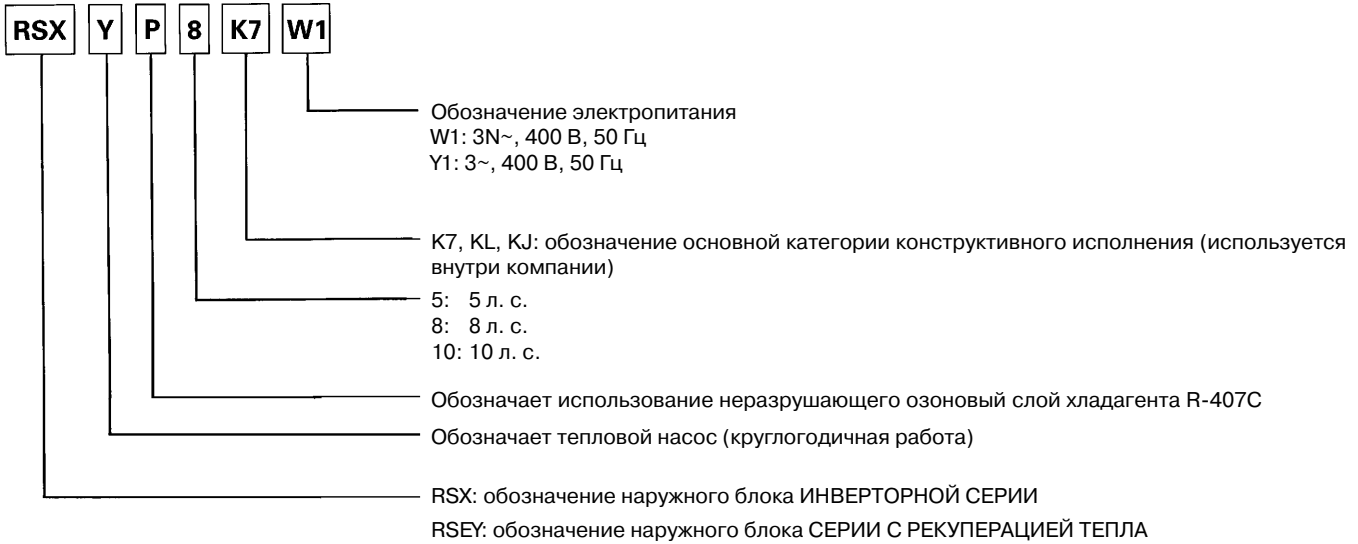 RSX Y P 8 K7 W1
Обозначение электропитания
W1: 3N~, 400 В, 50 Гц
Y1: 3~, 400 В, 50 Гц
K7, KL, KJ: обозначение основной категории конструктивного исполнения (используется
внутри компании)
5: 5 л. с.
8: 8 л. с.
10: 10 л. с.
Обозначает использование неразрушающего озоновый слой хладагента R-407C
Обозначает тепловой насос (круглогодичная работа)
RSX: обозначение наружного блока ИНВЕРТОРНОЙ СЕРИИ
RSEY: обозначение наружного блока СЕРИИ С РЕКУПЕРАЦИЕЙ ТЕПЛА